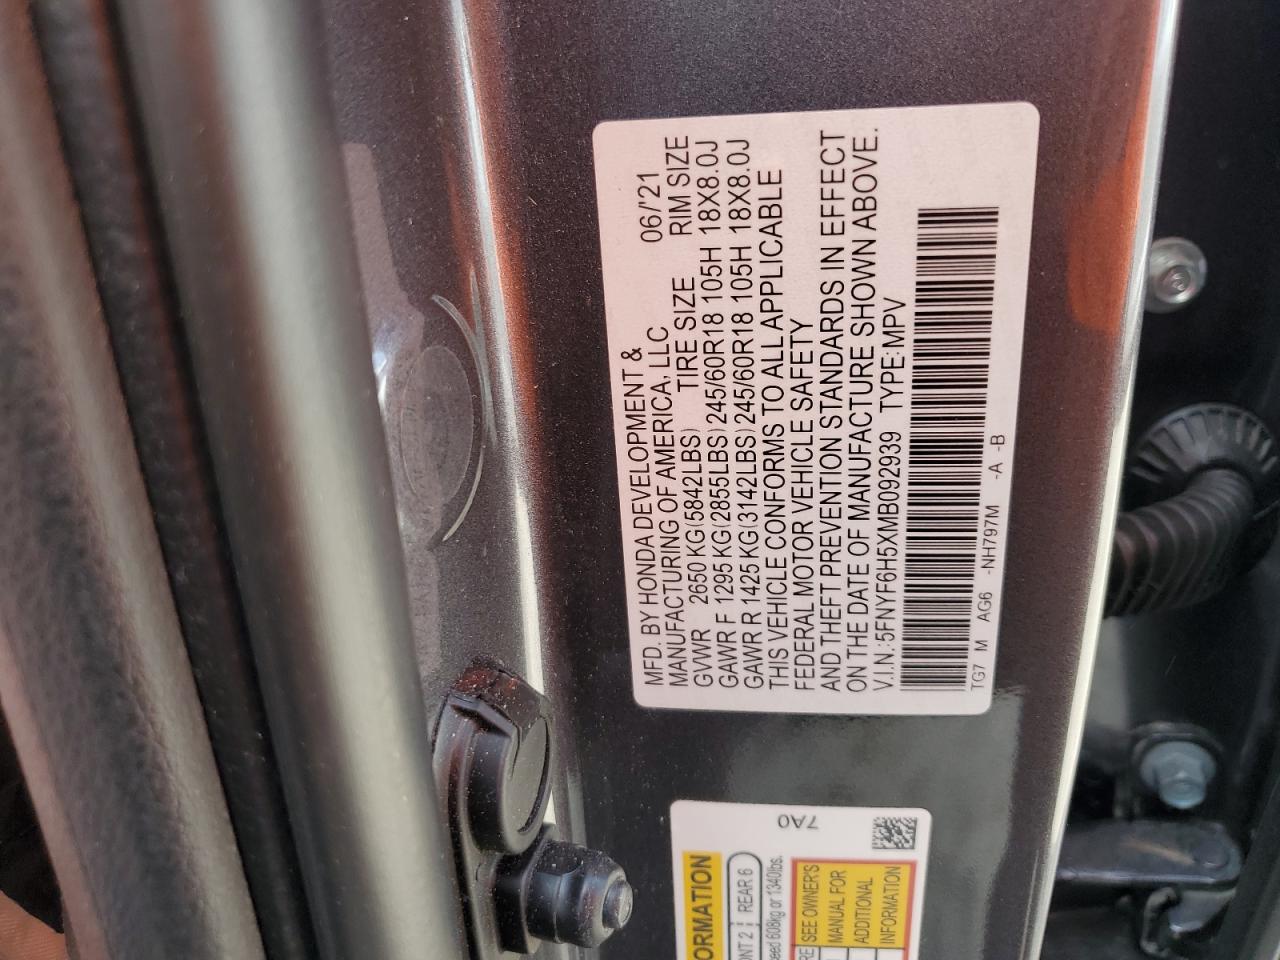 MFD. BY HONDA DEVELOPMENT &
MANUFACTURING OF AMERICA, LLC 06/'21
GVWR 2650 KG(5842LBS) TIRE SIZE RIM SIZE
GAWR F 1295 KG(2855LBS) 245/60R18 105H 18X8.0J
GAWR R 1425 KG(3142LBS) 245/60R18 105H 18X8.0J
THIS VEHICLE CONFORMS TO ALL APPLICABLE
FEDERAL MOTOR VEHICLE SAFETY
AND THEFT PREVENTION STANDARDS IN EFFECT
ON THE DATE OF MANUFACTURE SHOWN ABOVE.
V.I.N.:5FNYF6H5XMB092939 TYPE:MPV
TG7 M AG6 -NH797M -A -B
7A0
REAR 6
608kg or 1340lbs.
SEE OWNER'S
MANUAL FOR
ADDITIONAL
INFORMATION